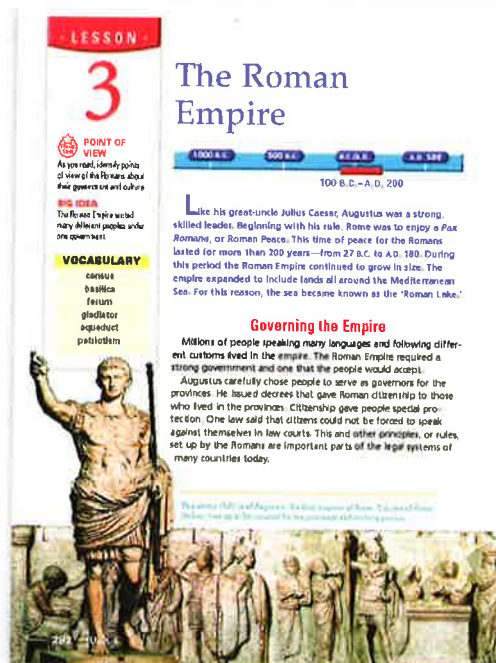 LESSON
3
POINT OF
VIEW
As you read, identify points
of view of the Romans about
their government and culture
BIG IDEA
The Roman Empire united
many different peoples under
one government.
VOCABULARY
census
basilica
forum
gladiator
aqueduct
patriotism
The Roman
Empire
1000 B.C.
500 B.C.
B.C./A.D.
A.D. 500
100 B.C.–A.D. 200
Like his great-uncle Julius Caesar, Augustus was a strong,
skilled leader. Beginning with his rule, Rome was to enjoy a Pax
Romana, or Roman Peace. This time of peace for the Romans
lasted for more than 200 years—from 27 B.C. to A.D. 180. During
this period the Roman Empire continued to grow in size. The
empire expanded to include lands all around the Mediterranean
Sea. For this reason, the sea became known as the 'Roman Lake.'
Governing the Empire
Millions of people speaking many languages and following differ-
ent customs lived in the empire. The Roman Empire required a
strong government and one that the people would accept.
Augustus carefully chose people to serve as governors for the
provinces. He issued decrees that gave Roman citizenship to those
who lived in the provinces. Citizenship gave people special pro-
tection. One law said that citizens could not be forced to speak
against themselves in law courts. This and other principles, or rules,
set up by the Romans are important parts of the legal systems of
many countries today.
282